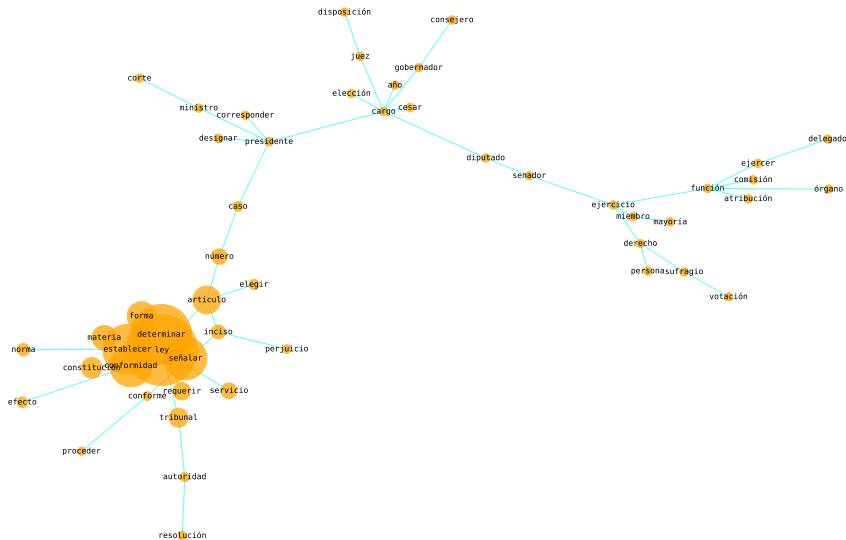 disposición
consejero
juez
gobernador
corte
año
elección
ministro
cesar
corresponder
cargo
designar
presidente
delegado
diputado
ejercer
senador
comisión
función
órgano
atribución
caso
ejercicio
miembro
mayoría
derecho
número
persona
sufragio
elegir
votación
artículo
forma
inciso
determinar
materia
norma
establecer
ley
perjuicio
señalar
constitución
conformidad
requerir
servicio
conforme
efecto
tribunal
proceder
autoridad
resolución